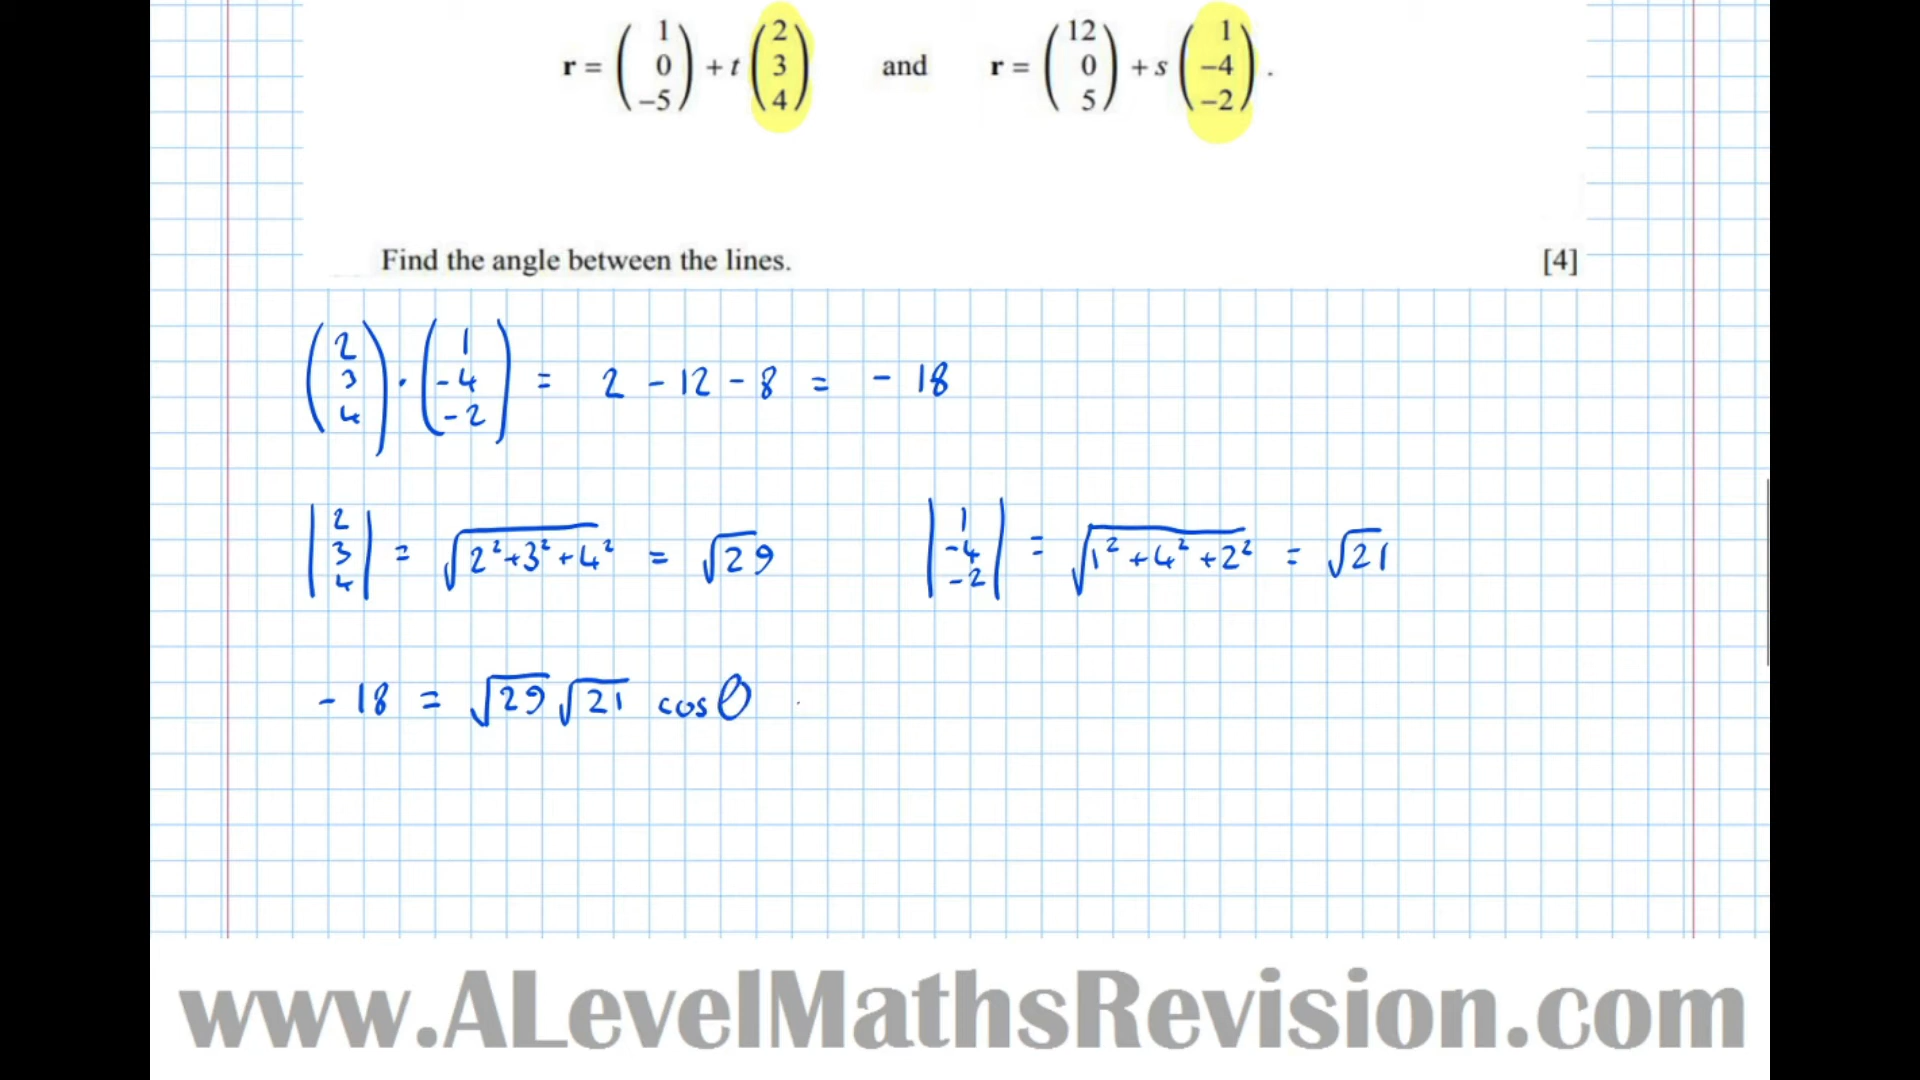 r = ( 1 0 −5 ) + t ( 2 3 4 ) and r = ( 12 0 5 ) + s ( 1 −4 −2 ) .
Find the angle between the lines. [4]
( 2 3 4 ) . ( 1 -4 -2 ) = 2 - 12 - 8 = - 18
| 2 3 4 | = √2²+3²+4² = √29 | 1 -4 -2 | = √1²+4²+2² = √21
- 18 = √29 √21 cos θ
www.ALevelMathsRevision.com